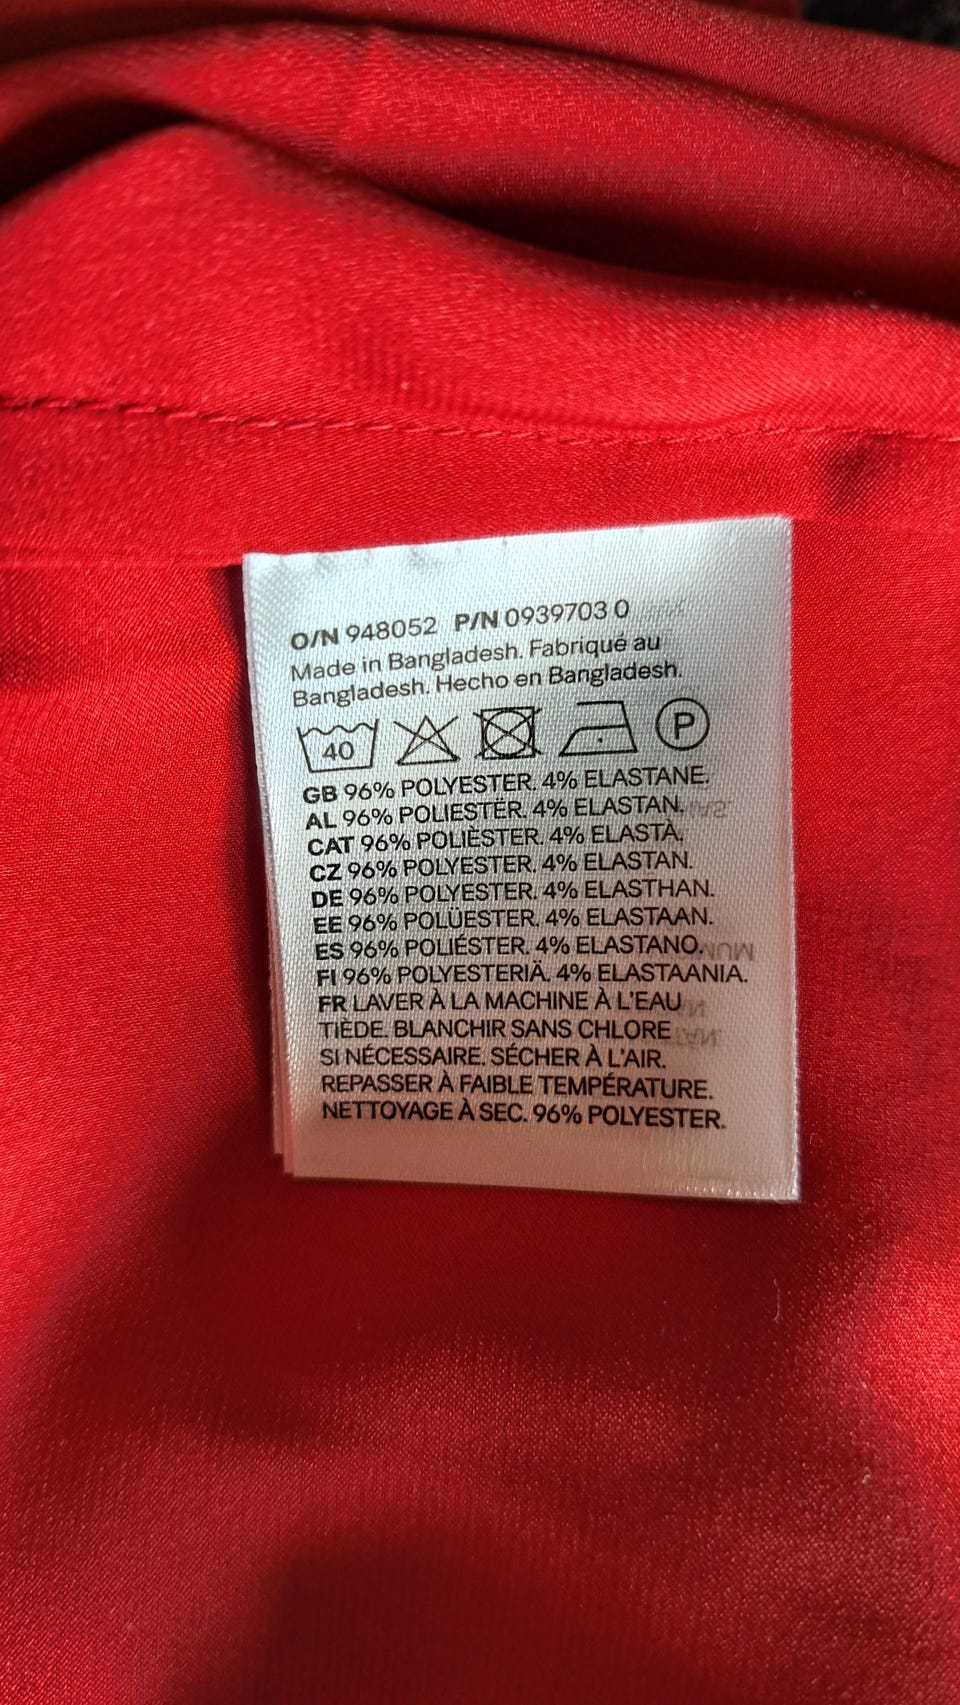 O/N 948052 P/N 0939703 0
Made in Bangladesh. Fabriqué au
Bangladesh. Hecho en Bangladesh.
40 P
GB 96% POLYESTER. 4% ELASTANE.
AL 96% POLIESTËR. 4% ELASTAN.
CAT 96% POLIÈSTER. 4% ELASTÀ.
CZ 96% POLYESTER. 4% ELASTAN.
DE 96% POLYESTER. 4% ELASTHAN.
EE 96% POLÜESTER. 4% ELASTAAN.
ES 96% POLIÉSTER. 4% ELASTANO.
FI 96% POLYESTERIÄ. 4% ELASTAANIA.
FR LAVER À LA MACHINE À L'EAU
TIÈDE. BLANCHIR SANS CHLORE
SI NÉCESSAIRE. SÉCHER À L'AIR.
REPASSER À FAIBLE TEMPÉRATURE.
NETTOYAGE À SEC. 96% POLYESTER.